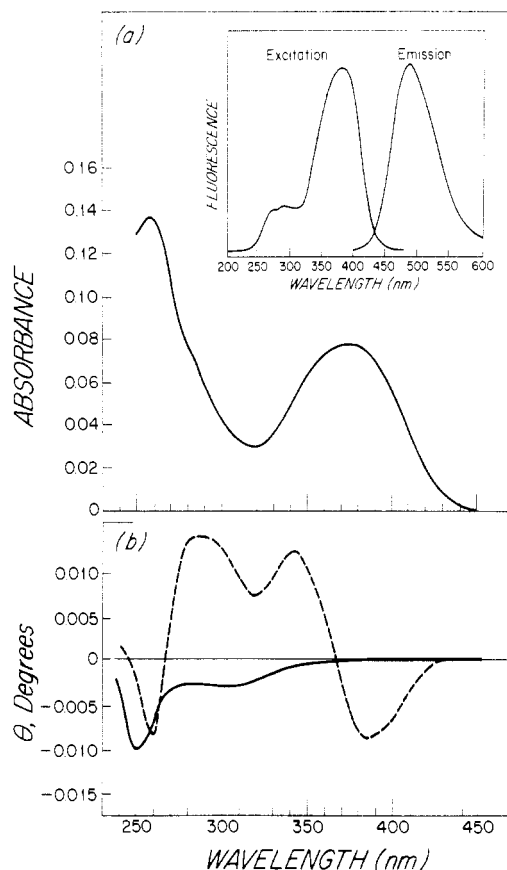 (a)
Excitation
Emission
FLUORESCENCE
200 250 300 350 400 450 500 600
WAVELENGTH (nm)
ABSORBANCE
0.16
0.14
0.12
0.10
0.08
0.06
0.04
0.02
0
(b)
θ, Degrees
0.010
0.005
0
-0.005
-0.010
-0.015
250 300 350 400 450
WAVELENGTH (nm)